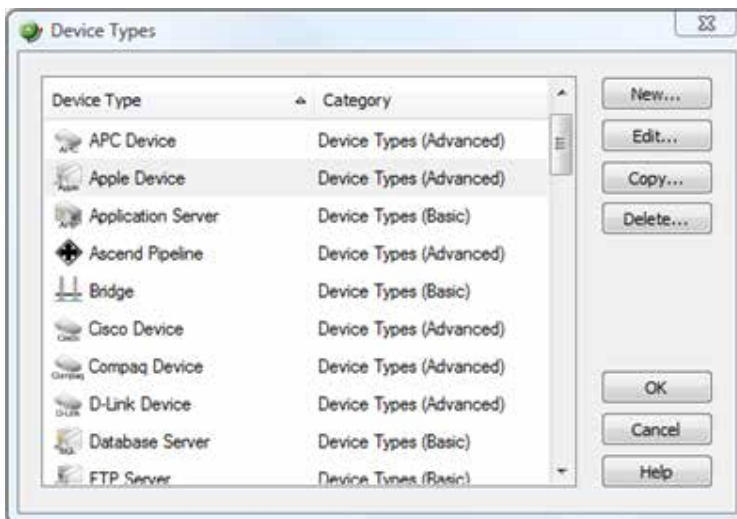 Device Types
Device Type Category
New...
APC Device Device Types (Advanced)
Edit...
Apple Device Device Types (Advanced)
Copy...
Application Server Device Types (Basic)
Delete...
Ascend Pipeline Device Types (Advanced)
Bridge Device Types (Basic)
Cisco Device Device Types (Advanced)
Compaq Device Device Types (Advanced)
OK
D-Link Device Device Types (Advanced)
Cancel
Database Server Device Types (Basic)
Help
FTP Server Device Types (Basic)